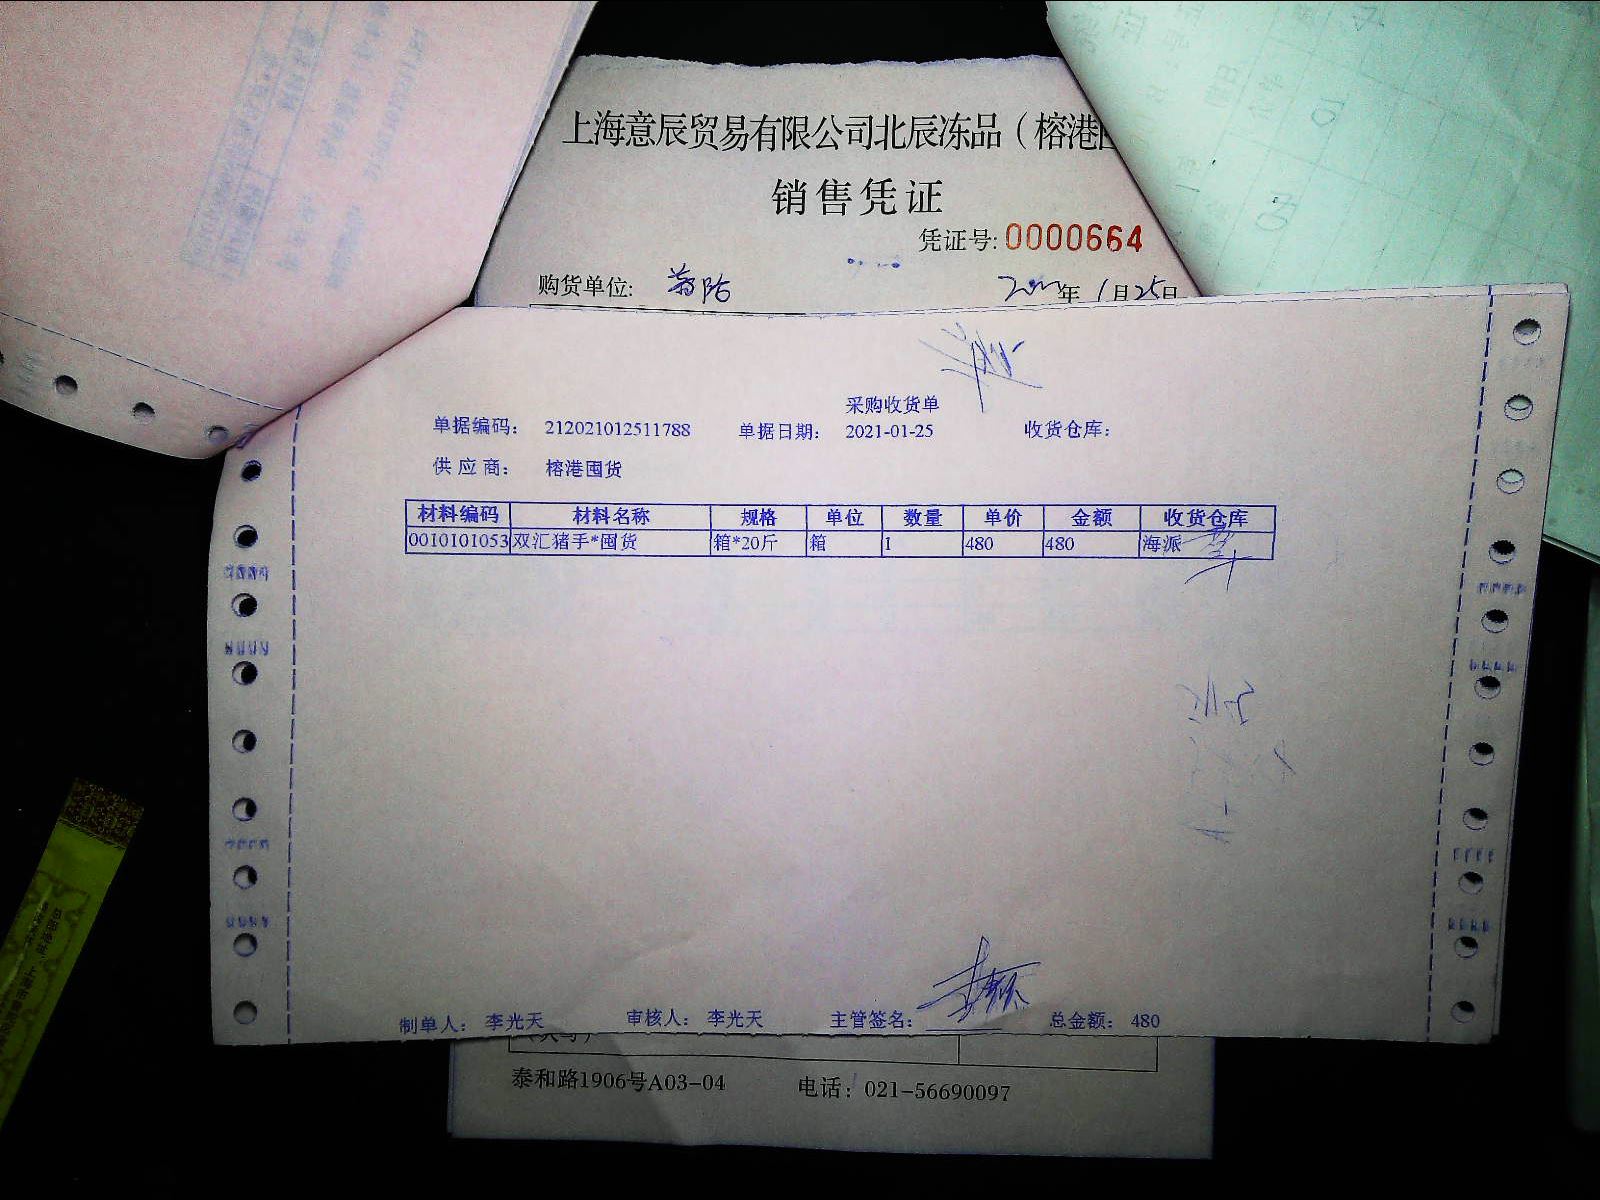 上海意辰贸易有限公司北辰冻品（榕港
销售凭证
凭证号: 0000664
购货单位:
年 1月25日
采购收货单
单据编码： 212021012511788 单据日期： 2021-01-25 收货仓库：
供应商： 榕港囤货
材料编码 材料名称 规格 单位 数量 单价 金额 收货仓库
0010101053 双汇猪手*囤货 箱*20斤 箱 1 480 480 海派
制单人： 李光天 审核人： 李光天 主管签名： 总金额： 480
泰和路1906号A03-04 电话：021-56690097